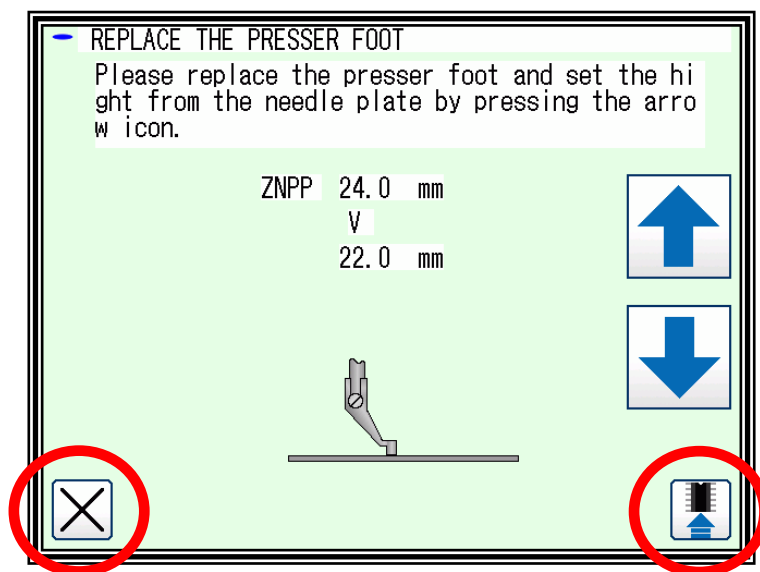 REPLACE THE PRESSER FOOT
Please replace the presser foot and set the hi
ght from the needle plate by pressing the arro
w icon.
ZNPP 24.0 mm
V
22.0 mm